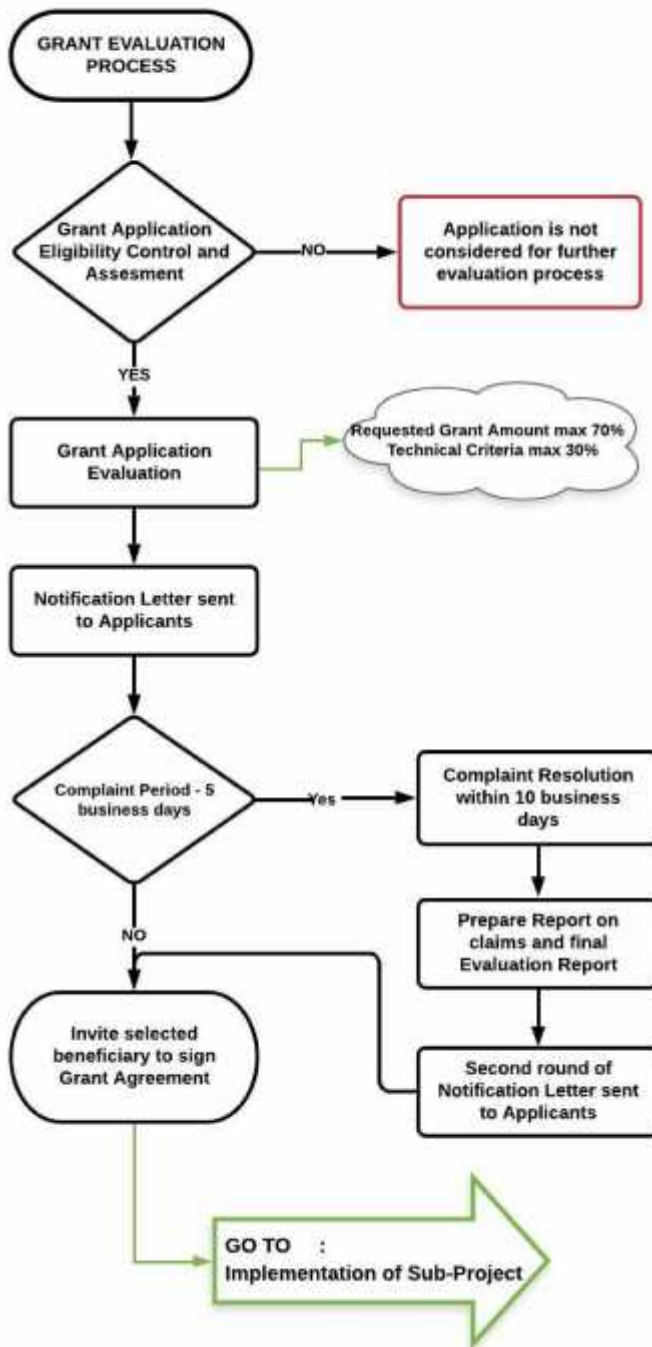 GRANT EVALUATION
PROCESS
Grant Application
Eligibility Control and
Assesment
NO
Application is not
considered for further
evaluation process
YES
Grant Application
Evaluation
Requested Grant Amount max 70%
Technical Criteria max 30%
Notification Letter sent
to Applicants
Complaint Period - 5
business days
Yes
Complaint Resolution
within 10 business
days
Prepare Report on
claims and final
Evaluation Report
NO
Invite selected
beneficiary to sign
Grant Agreement
Second round of
Notification Letter sent
to Applicants
GO TO :
Implementation of Sub-Project